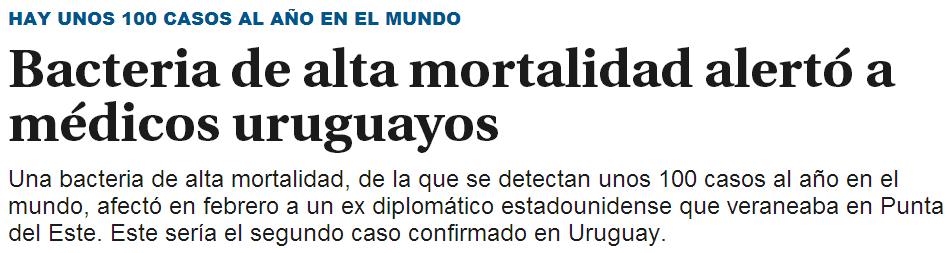 HAY UNOS 100 CASOS AL AÑO EN EL MUNDO
Bacteria de alta mortalidad alertó a
médicos uruguayos
Una bacteria de alta mortalidad, de la que se detectan unos 100 casos al año en el
mundo, afectó en febrero a un ex diplomático estadounidense que veraneaba en Punta
del Este. Este sería el segundo caso confirmado en Uruguay.